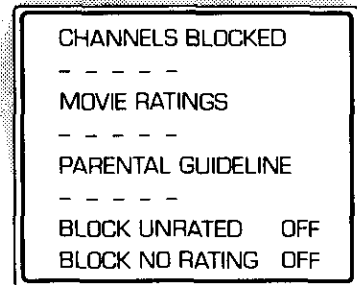 CHANNELS BLOCKED
- - - - -
MOVIE RATINGS
- - - - -
PARENTAL GUIDELINE
- - - - -
BLOCK UNRATED OFF
BLOCK NO RATING OFF